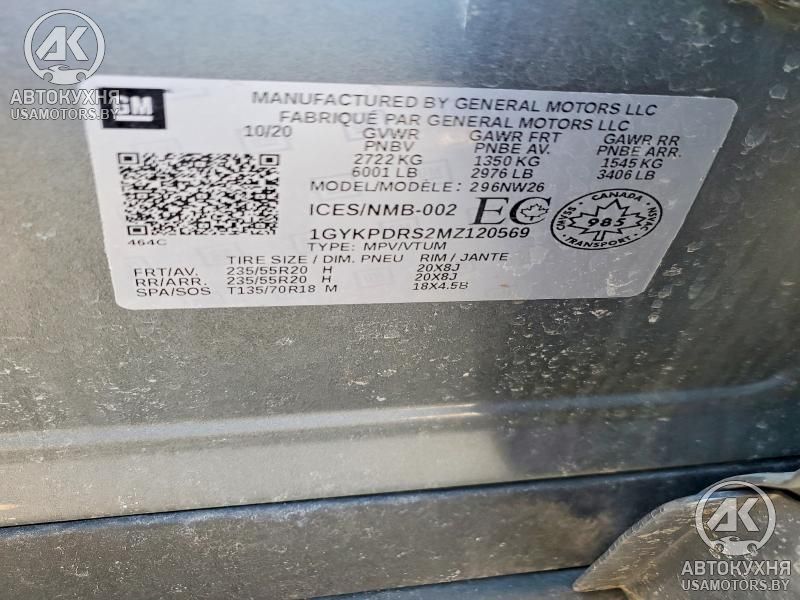 AK
АВТОКУХНЯ
USAMOTORS.BY
GM
MANUFACTURED BY GENERAL MOTORS LLC
FABRIQUÉ PAR GENERAL MOTORS LLC
10/20 GVWR GAWR FRT GAWR RR
PNBV PNBE AV. PNBE ARR.
2722 KG 1350 KG 1545 KG
6001 LB 2976 LB 3406 LB
MODEL/MODÈLE: 296NW26
ICES/NMB-002 EC
CANADA
985
TRANSPORT
464C
1GYKPDRS2MZ120569
TYPE: MPV/VTUM
TIRE SIZE / DIM. PNEU RIM / JANTE
FRT/AV. 235/55R20 H 20X8J
RR/ARR. 235/55R20 H 20X8J
SPA/SOS T135/70R18 M 18X4.5B
AK
АВТОКУХНЯ
USAMOTORS.BY